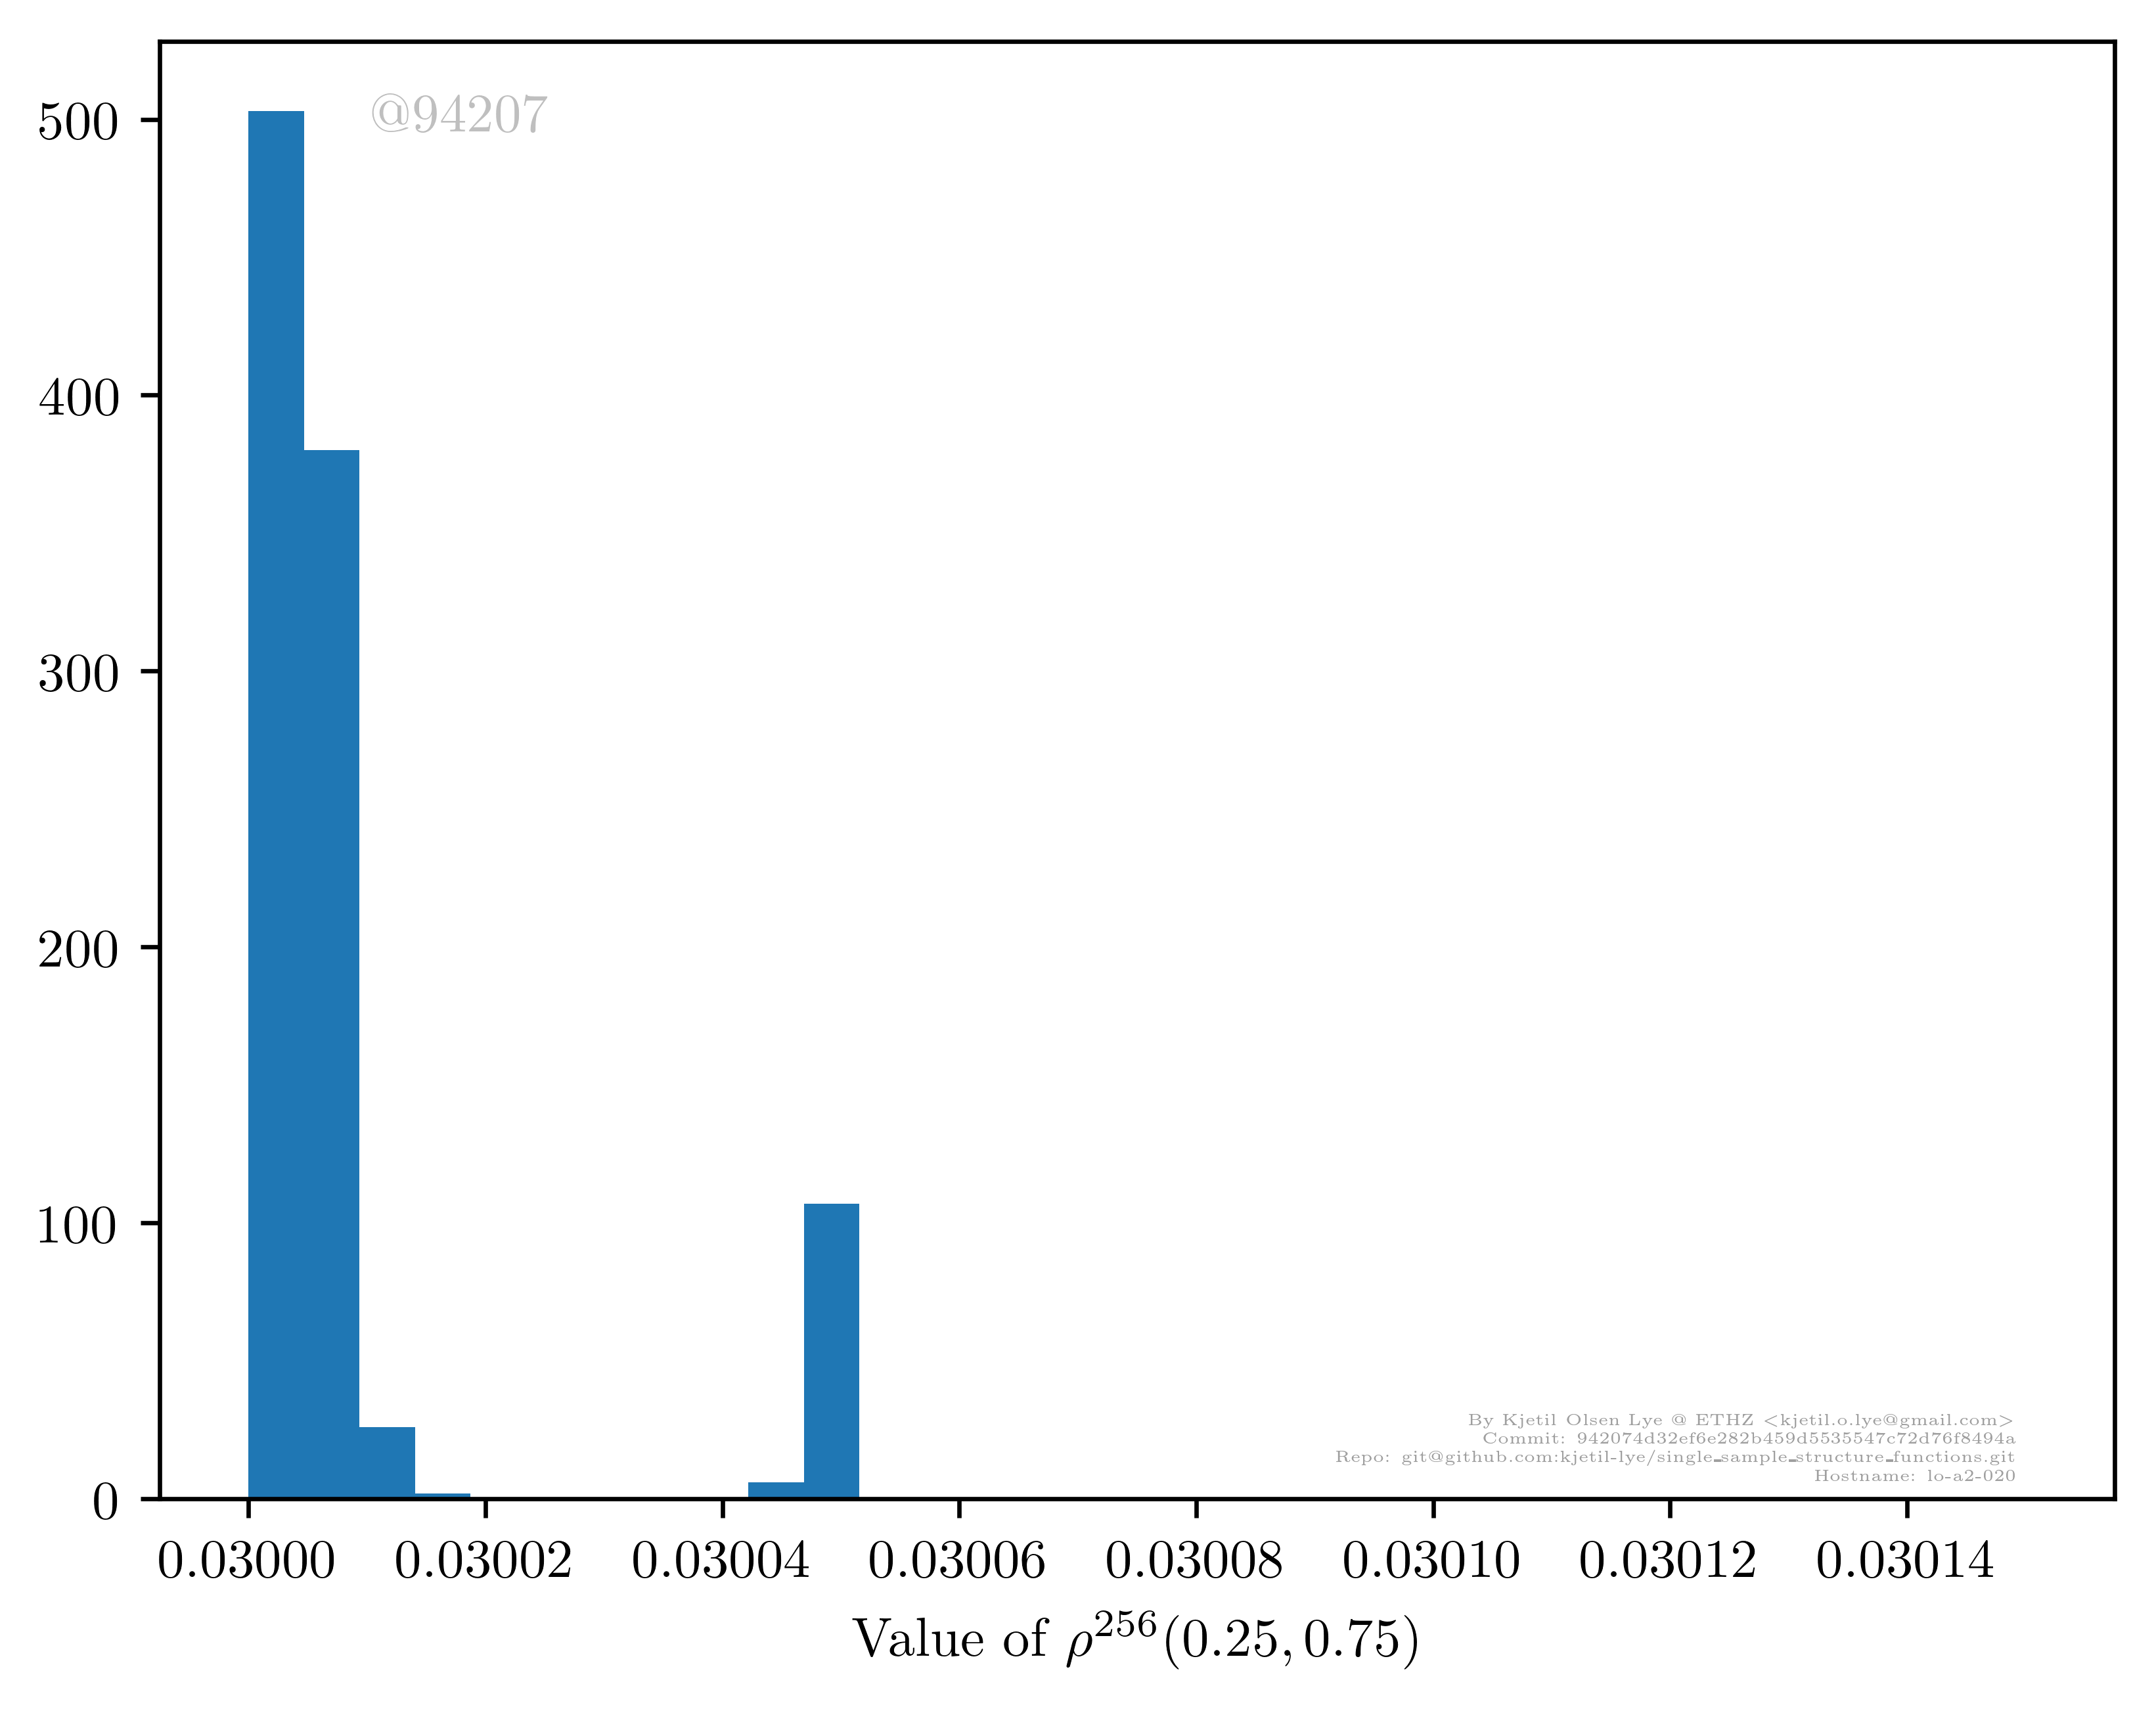 @94207
500
400
300
200
100
0
By Kjetil Olsen Lye @ ETHZ <kjetil.o.lye@gmail.com>
Commit: 942074d32ef6e282b459d5535547c72d76f8494a
Repo: git@github.com:kjetil-lye/single_sample_structure_functions.git
Hostname: lo-a2-020
0.03000 0.03002 0.03004 0.03006 0.03008 0.03010 0.03012 0.03014
Value of ρ²⁵⁶(0.25, 0.75)